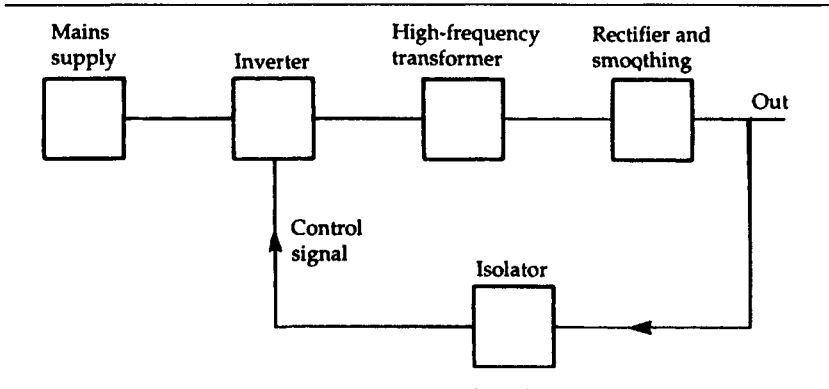 Mains
supply
Inverter
High-frequency
transformer
Rectifier and
smoothing
Out
Control
signal
Isolator